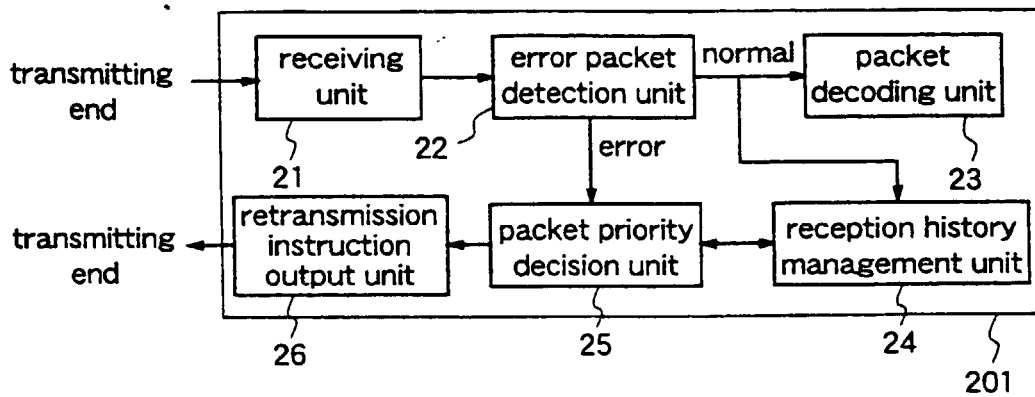 transmitting
end
receiving
unit
21
error packet
detection unit
22
normal
packet
decoding unit
23
error
transmitting
end
retransmission
instruction
output unit
26
packet priority
decision unit
25
reception history
management unit
24
201